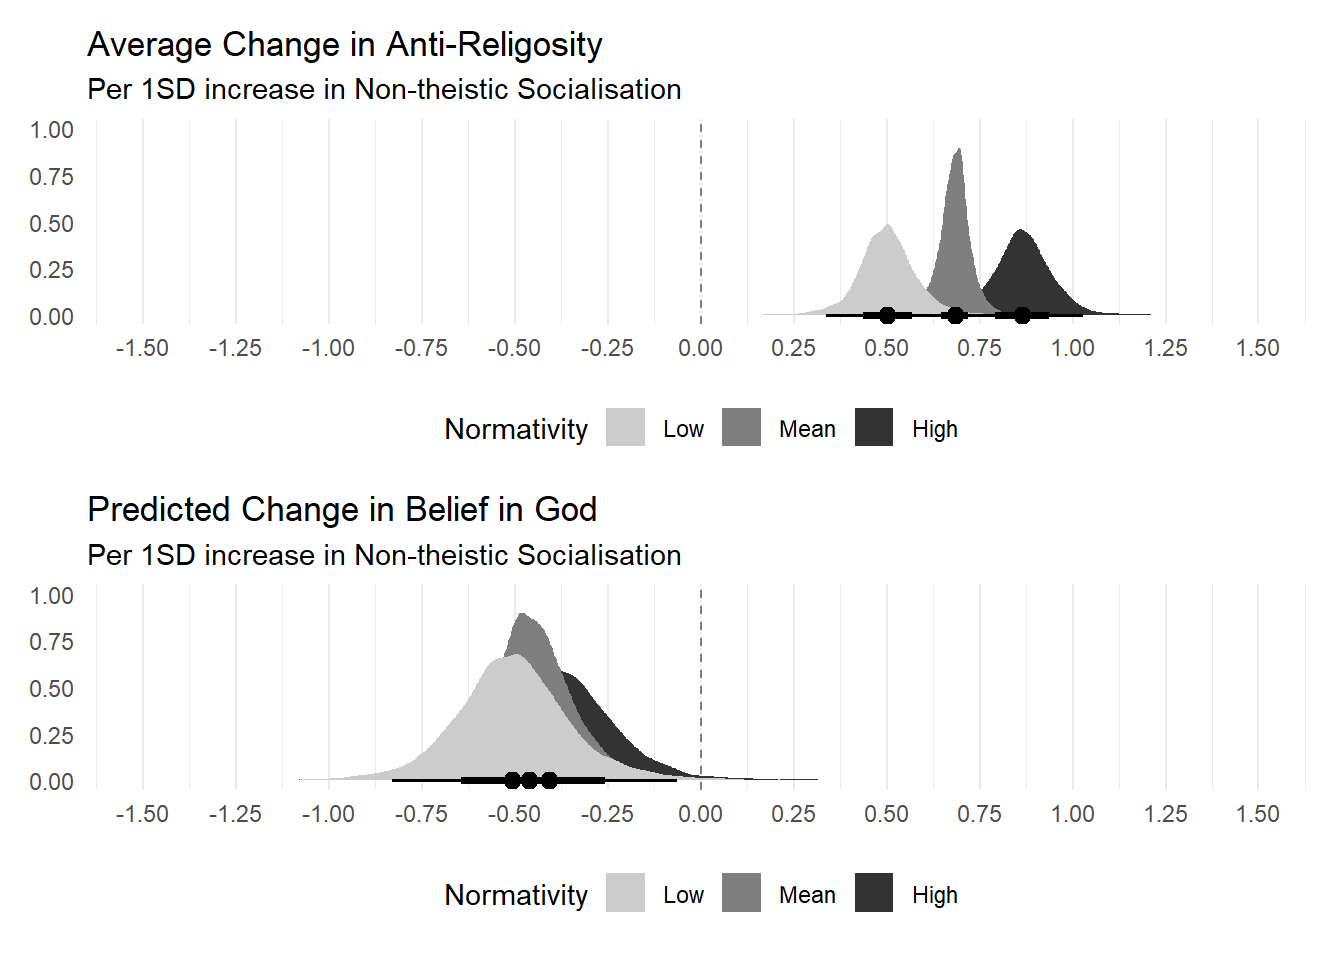 Average Change in Anti-Religosity
Per 1SD increase in Non-theistic Socialisation
1.00
0.75
0.50
0.25
0.00
-1.50 -1.25 -1.00 -0.75 -0.50 -0.25 0.00 0.25 0.50 0.75 1.00 1.25 1.50
Normativity Low Mean High
Predicted Change in Belief in God
Per 1SD increase in Non-theistic Socialisation
1.00
0.75
0.50
0.25
0.00
-1.50 -1.25 -1.00 -0.75 -0.50 -0.25 0.00 0.25 0.50 0.75 1.00 1.25 1.50
Normativity Low Mean High